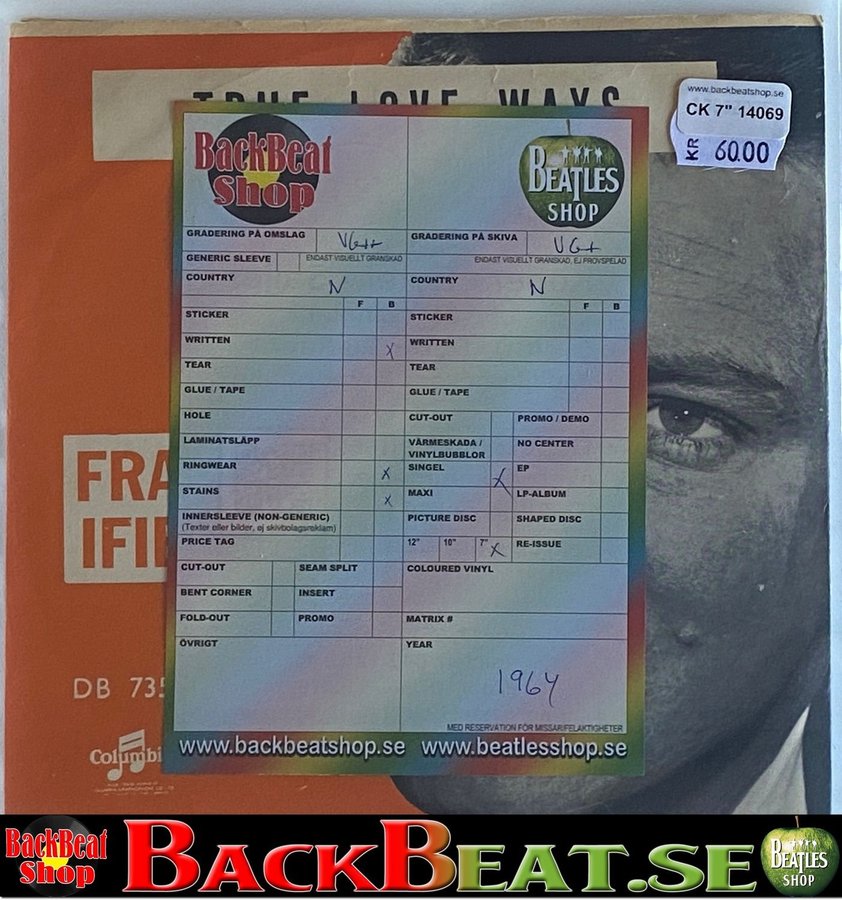 TRUE LOVE WAYS
www.backbeatshop.se
CK 7" 14069
KR 60.00
BackBeat
Shop
BEATLES
SHOP
GRADERING PÅ OMSLAG VG++
GRADERING PÅ SKIVA VG+
GENERIC SLEEVE ENDAST VISUELLT GRANSKAD
ENDAST VISUELLT GRANSKAD, EJ PROVSPELAD
COUNTRY N
COUNTRY N
F B
F B
STICKER
STICKER
WRITTEN X
WRITTEN
TEAR
TEAR
GLUE / TAPE
GLUE / TAPE
HOLE
CUT-OUT PROMO / DEMO
LAMINATSLÄPP
VÄRMESKADA /
VINYLBUBBLOR
NO CENTER
RINGWEAR X
SINGEL X EP
STAINS X
MAXI LP-ALBUM
INNERSLEEVE (NON-GENERIC)
(Texter eller bilder, ej skivbolagsreklam)
PICTURE DISC SHAPED DISC
PRICE TAG
12" 10" 7" X RE-ISSUE
CUT-OUT SEAM SPLIT
COLOURED VINYL
BENT CORNER INSERT
FOLD-OUT PROMO
MATRIX #
ÖVRIGT
YEAR
1964
MED RESERVATION FÖR MISSAR/FELAKTIGHETER
www.backbeatshop.se www.beatlesshop.se
FRA
IFI
DB 735
Columbi
BackBeat
Shop
BACKBEAT.SE
BEATLES
SHOP